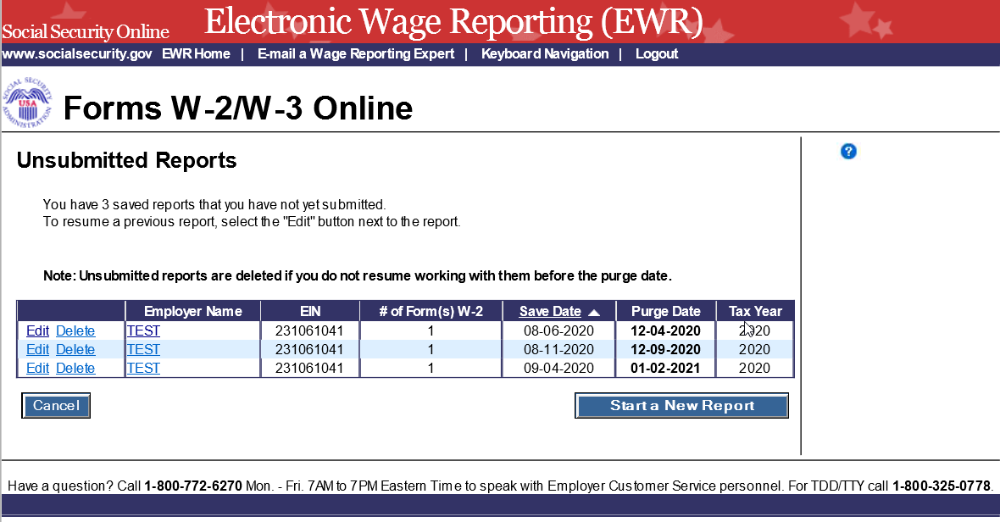 Social Security Online
Electronic Wage Reporting (EWR)
www.socialsecurity.gov EWR Home | E-mail a Wage Reporting Expert | Keyboard Navigation | Logout
SOCIAL SECURITY ADMINISTRATION
USA
Forms W-2/W-3 Online
Unsubmitted Reports
?
You have 3 saved reports that you have not yet submitted.
To resume a previous report, select the "Edit" button next to the report.
Note: Unsubmitted reports are deleted if you do not resume working with them before the purge date.
Employer Name EIN # of Form(s) W-2 Save Date Purge Date Tax Year
Edit Delete TEST 231061041 1 08-06-2020 12-04-2020 2020
Edit Delete TEST 231061041 1 08-11-2020 12-09-2020 2020
Edit Delete TEST 231061041 1 09-04-2020 01-02-2021 2020
Cancel Start a New Report
Have a question? Call 1-800-772-6270 Mon. - Fri. 7AM to 7PM Eastern Time to speak with Employer Customer Service personnel. For TDD/TTY call 1-800-325-0778.